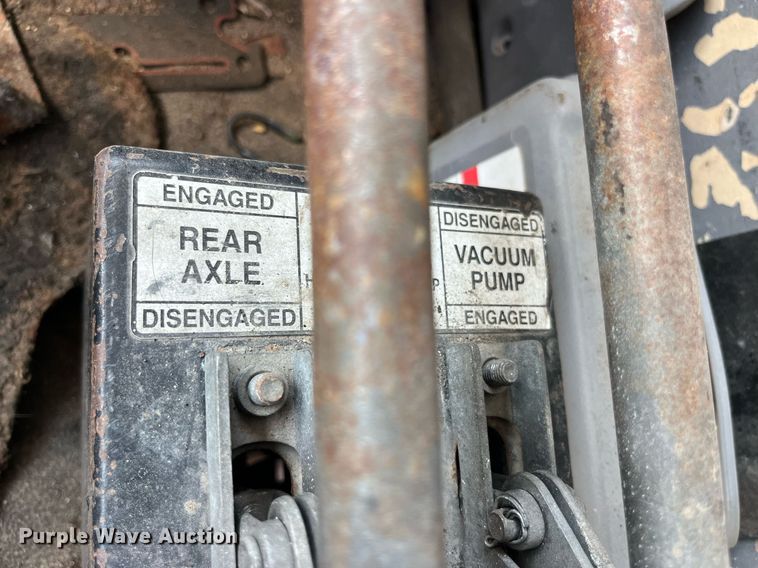 ENGAGED
REAR
AXLE
DISENGAGED
DISENGAGED
VACUUM
PUMP
ENGAGED
Purple Wave Auction